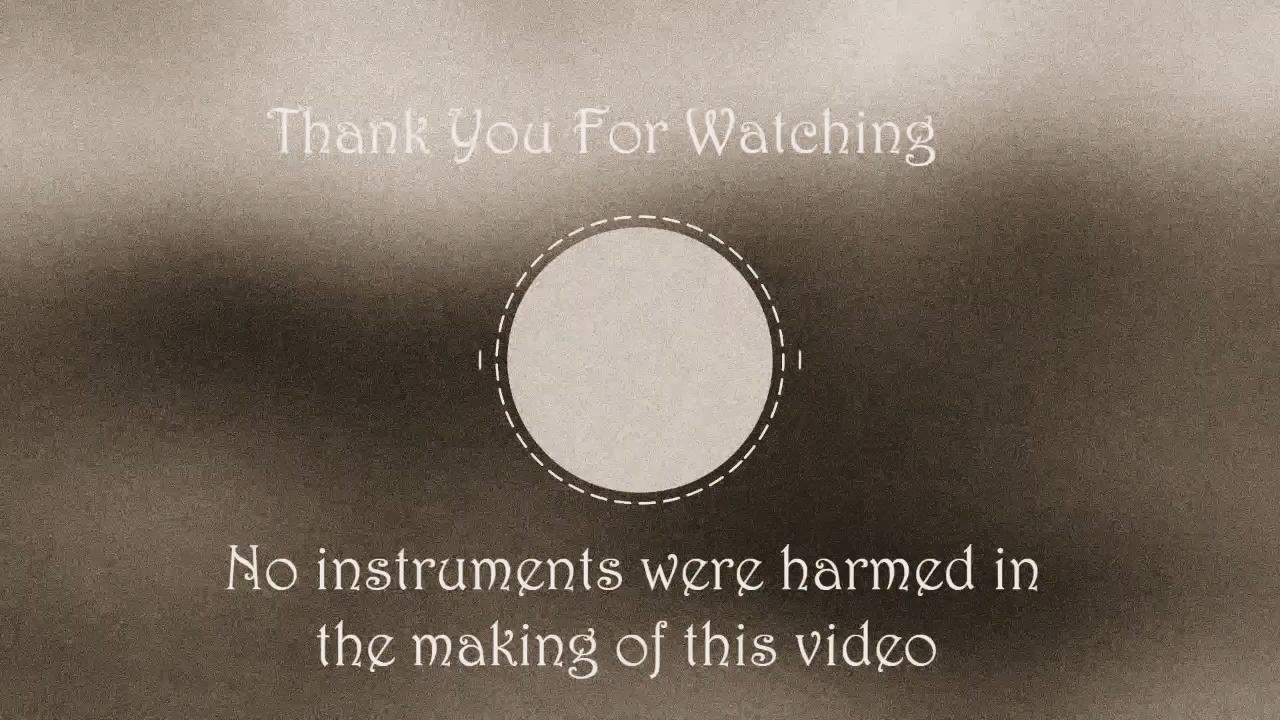 Thank You For Watching
No instruments were harmed in
the making of this video